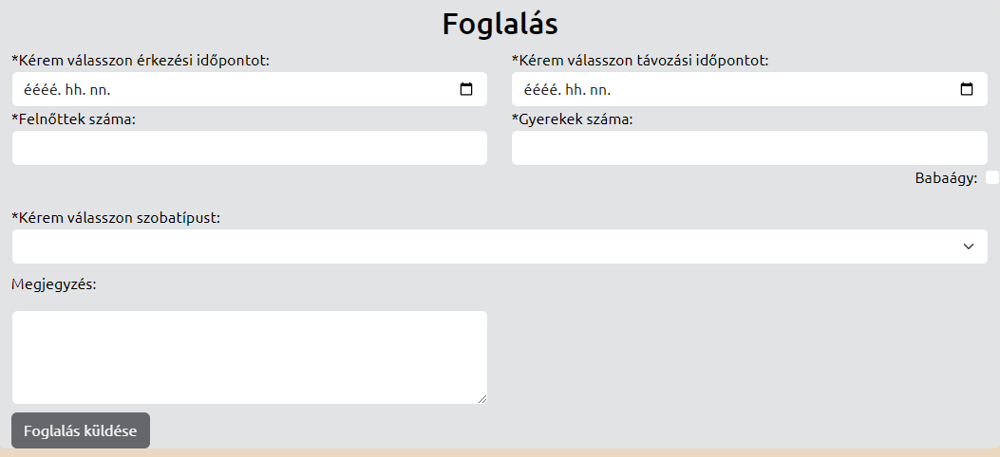 Foglalás
*Kérem válasszon érkezési időpontot: *Kérem válasszon távozási időpontot:
éééé. hh. nn. éééé. hh. nn.
*Felnőttek száma: *Gyerekek száma:
Babaágy:
*Kérem válasszon szobatípust:
Megjegyzés:
Foglalás küldése